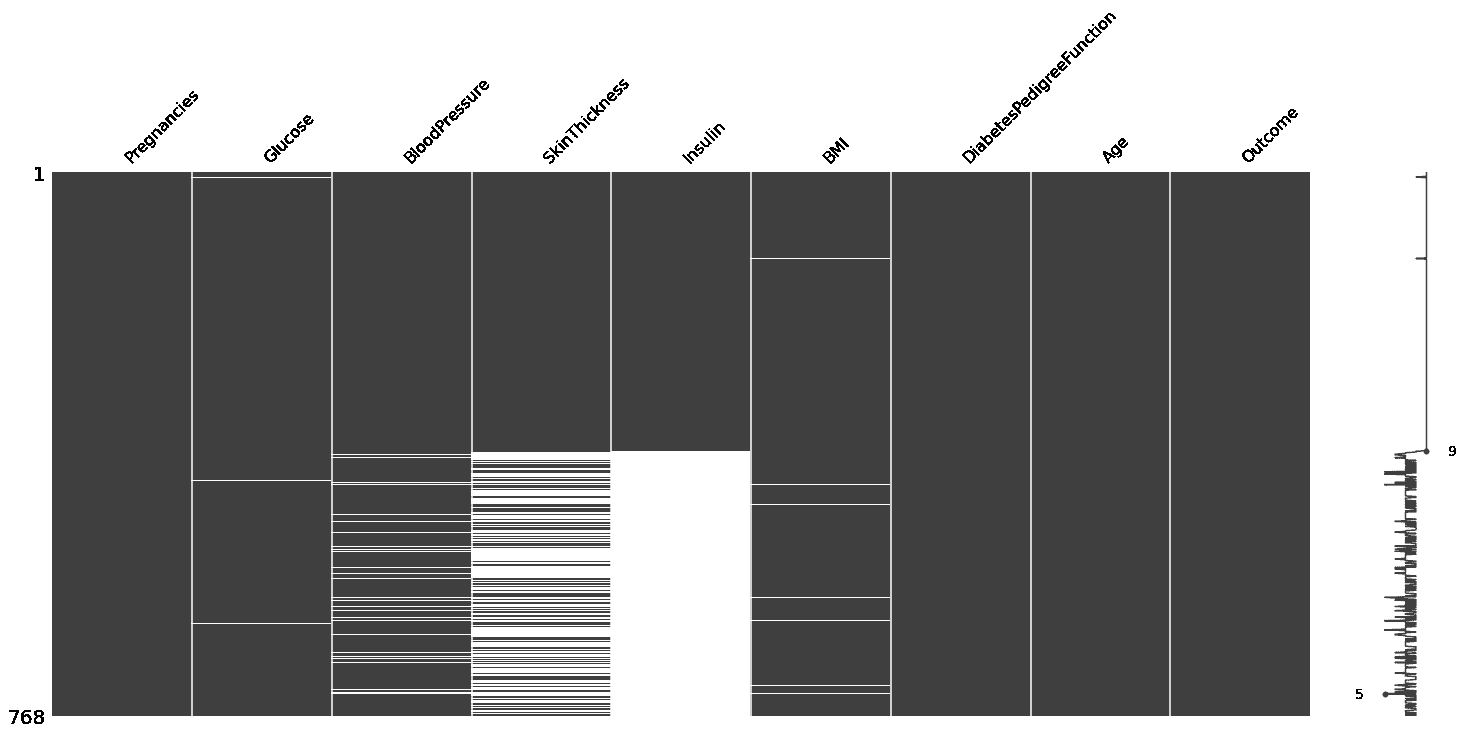 Pregnancies
Glucose
BloodPressure
SkinThickness
Insulin
BMI
DiabetesPedigreeFunction
Age
Outcome
1
9
5
768